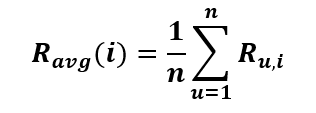 R_avg(i) = 1/n ∑_{u=1}^{n} R_{u,i}